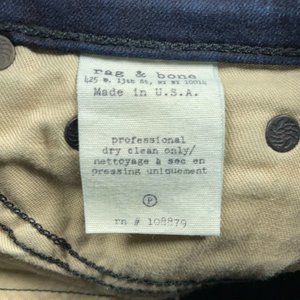 rag & bone
425 w. 13th st, ny ny 10014
Made in U.S.A.
professional
dry clean only/
nettoyage à sec en
pressing uniquement
P
rn # 108879